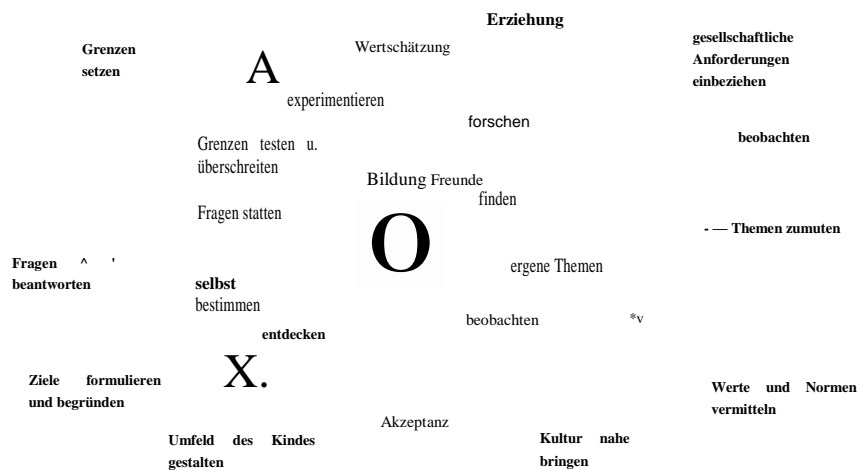 Erziehung
gesellschaftliche
Anforderungen
einbeziehen
Grenzen
setzen
Wertschätzung
A
experimentieren
forschen
beobachten
Grenzen testen u.
überschreiten
Bildung Freunde
finden
Fragen statten
O
- — Themen zumuten
Fragen ^ '
beantworten
ergene Themen
selbst
bestimmen
beobachten *v
entdecken
X.
Ziele formulieren
und begründen
Werte und Normen
vermitteln
Akzeptanz
Umfeld des Kindes
gestalten
Kultur nahe
bringen